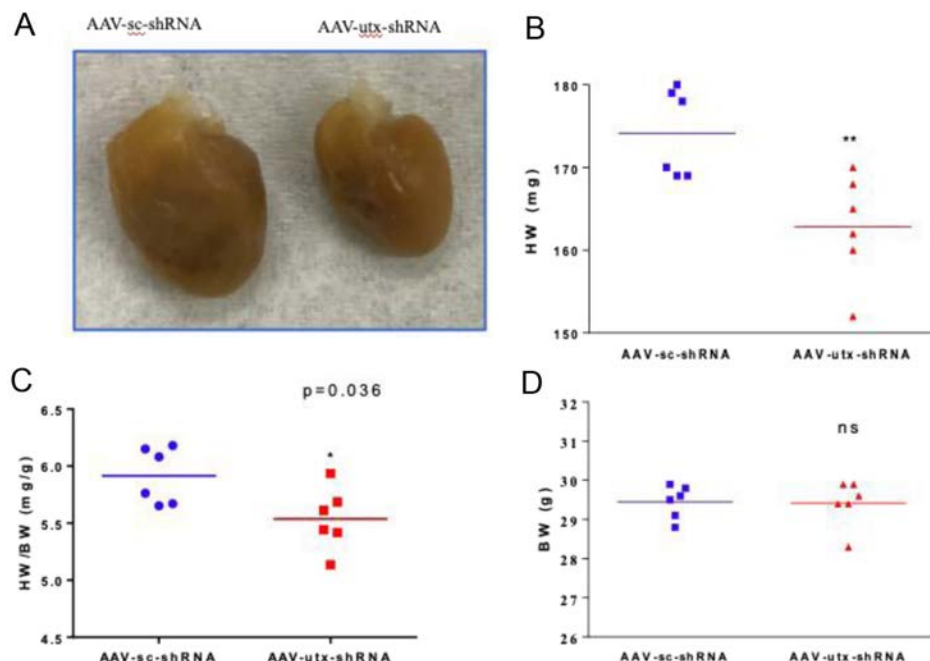 A
AAV-sc-shRNA AAV-utx-shRNA
B
HW (mg)
180
170
160
150
**
AAV-sc-shRNA AAV-utx-shRNA
C
p=0.036
HW/BW (mg/g)
6.5
6.0
5.5
5.0
4.5
*
AAV-sc-shRNA AAV-utx-shRNA
D
BW (g)
32
31
30
29
28
27
26
ns
AAV-sc-shRNA AAV-utx-shRNA